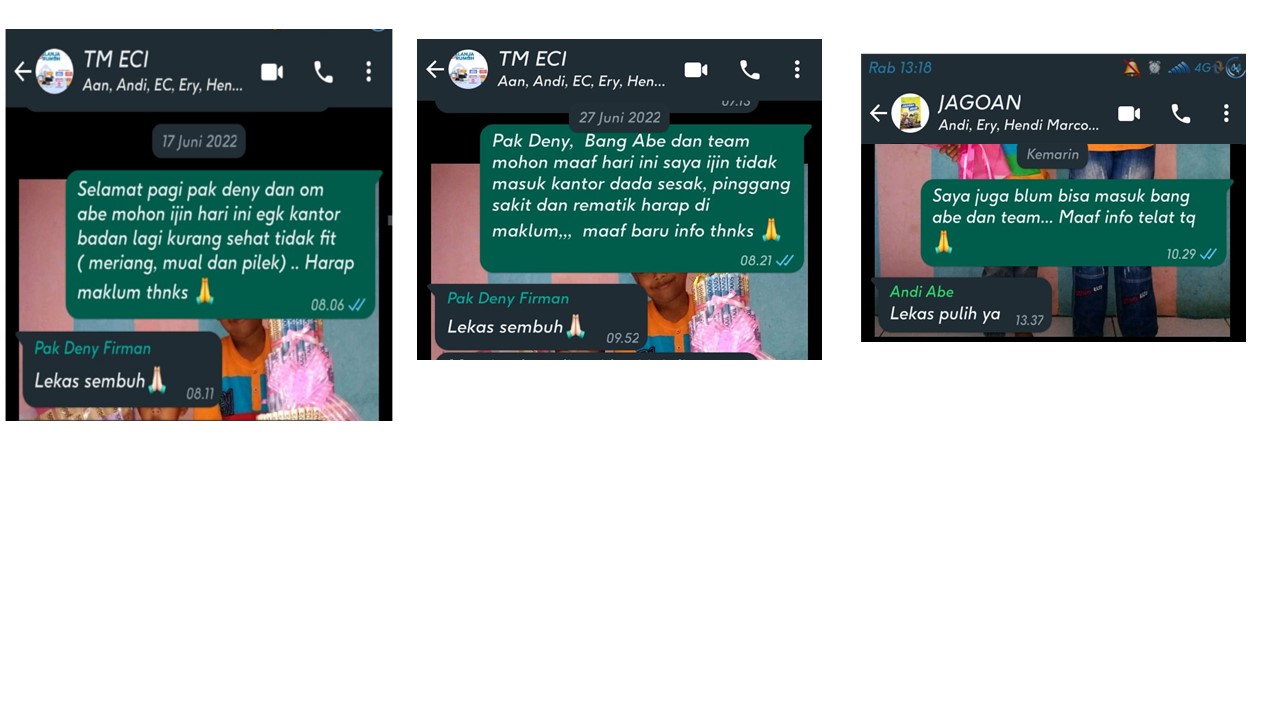 TM ECI
Aan, Andi, EC, Ery, Hen...
17 Juni 2022
Selamat pagi pak deny dan om
abe mohon ijin hari ini egk kantor
badan lagi kurang sehat tidak fit
( meriang, mual dan pilek) .. Harap
maklum thnks 🙏
08.06
Pak Deny Firman
Lekas sembuh🙏🏻
08.11
TM ECI
Aan, Andi, EC, Ery, Hen...
27 Juni 2022
Pak Deny, Bang Abe dan team
mohon maaf hari ini saya ijin tidak
masuk kantor dada sesak, pinggang
sakit dan rematik harap di
maklum,,, maaf baru info thnks 🙏
08.21
Pak Deny Firman
Lekas sembuh🙏🏻
09.52
Rab 13:18
4G
JAGOAN
Andi, Ery, Hendi Marco...
Kemarin
Saya juga blum bisa masuk bang
abe dan team... Maaf info telat tq
🙏
10.29
Andi Abe
Lekas pulih ya
13.37